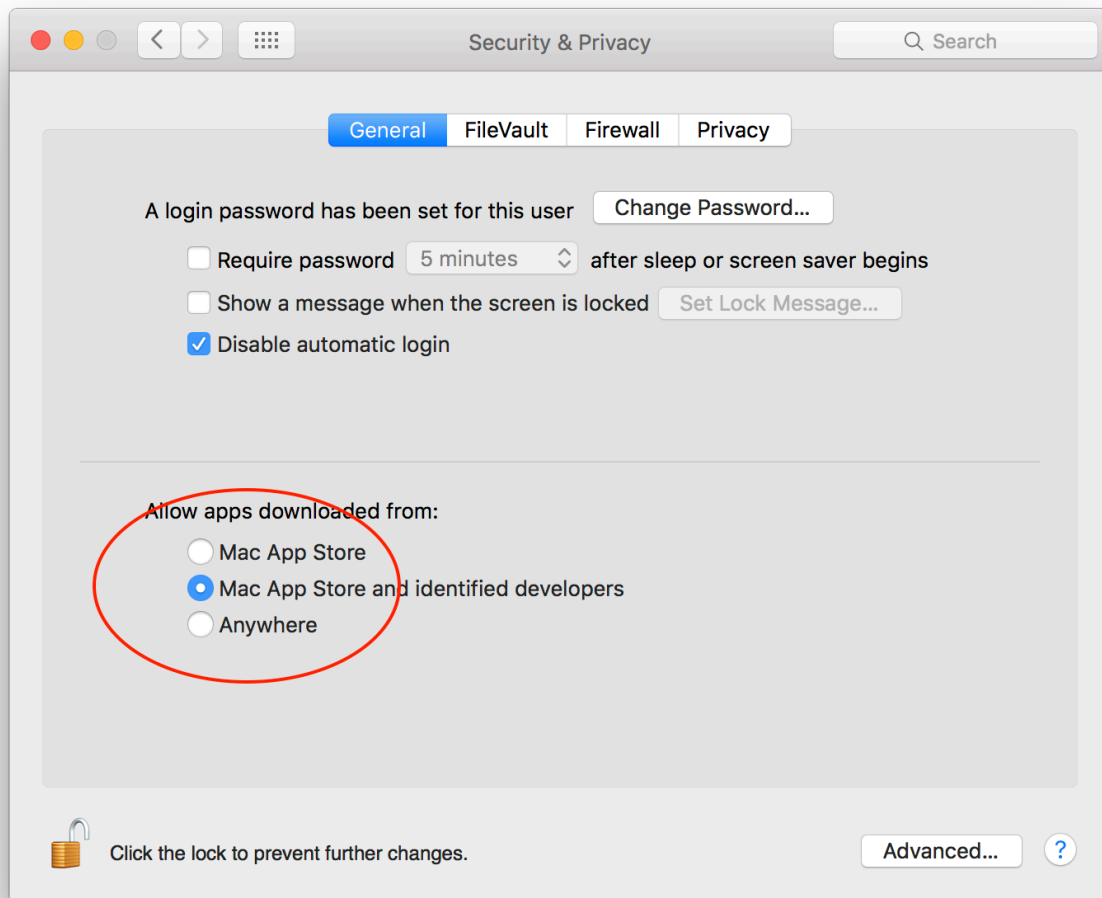 Security & Privacy
Search
General
FileVault
Firewall
Privacy
A login password has been set for this user
Change Password...
Require password
5 minutes
after sleep or screen saver begins
Show a message when the screen is locked
Set Lock Message...
Disable automatic login
Allow apps downloaded from:
Mac App Store
Mac App Store and identified developers
Anywhere
Click the lock to prevent further changes.
Advanced...
?